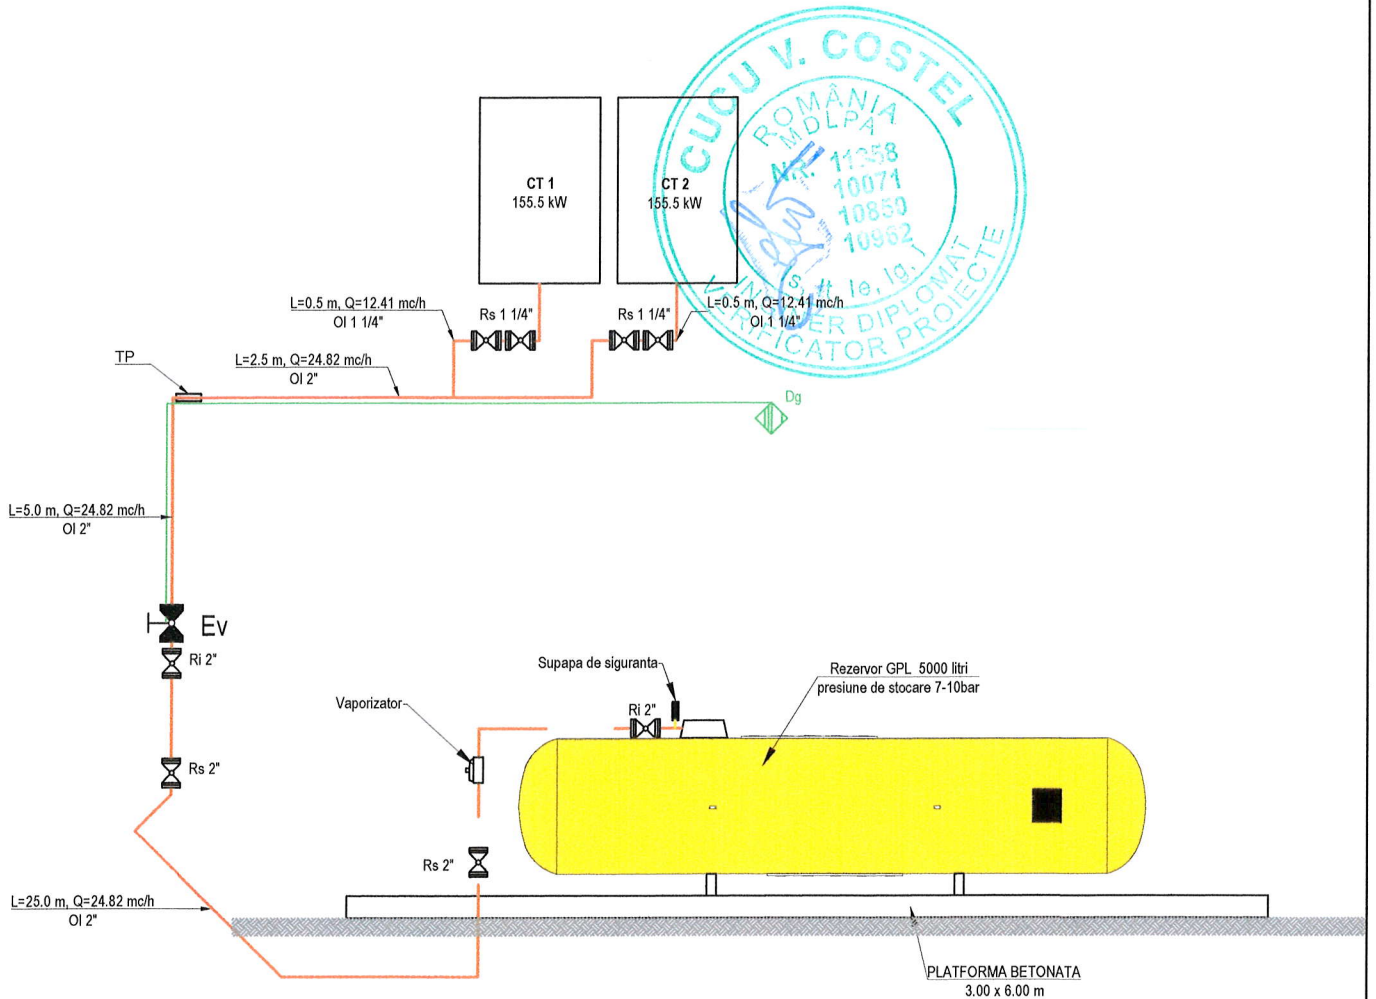 CUCU V. COSTEL
ROMÂNIA
MDLPA
NR. 11358
10071
10850
10962
INGINER DIPLOMAT
VERIFICATOR PROIECTE
CT 1
155.5 kW
CT 2
155.5 kW
L=0.5 m, Q=12.41 mc/h
Ol 1 1/4"
Rs 1 1/4"
Rs 1 1/4"
L=0.5 m, Q=12.41 mc/h
Ol 1 1/4"
TP
L=2.5 m, Q=24.82 mc/h
Ol 2"
Dg
L=5.0 m, Q=24.82 mc/h
Ol 2"
Ev
Ri 2"
Supapa de siguranta
Rezervor GPL 5000 litri
presiune de stocare 7-10bar
Vaporizator
Ri 2"
Rs 2"
Rs 2"
L=25.0 m, Q=24.82 mc/h
Ol 2"
PLATFORMA BETONATA
3.00 x 6.00 m